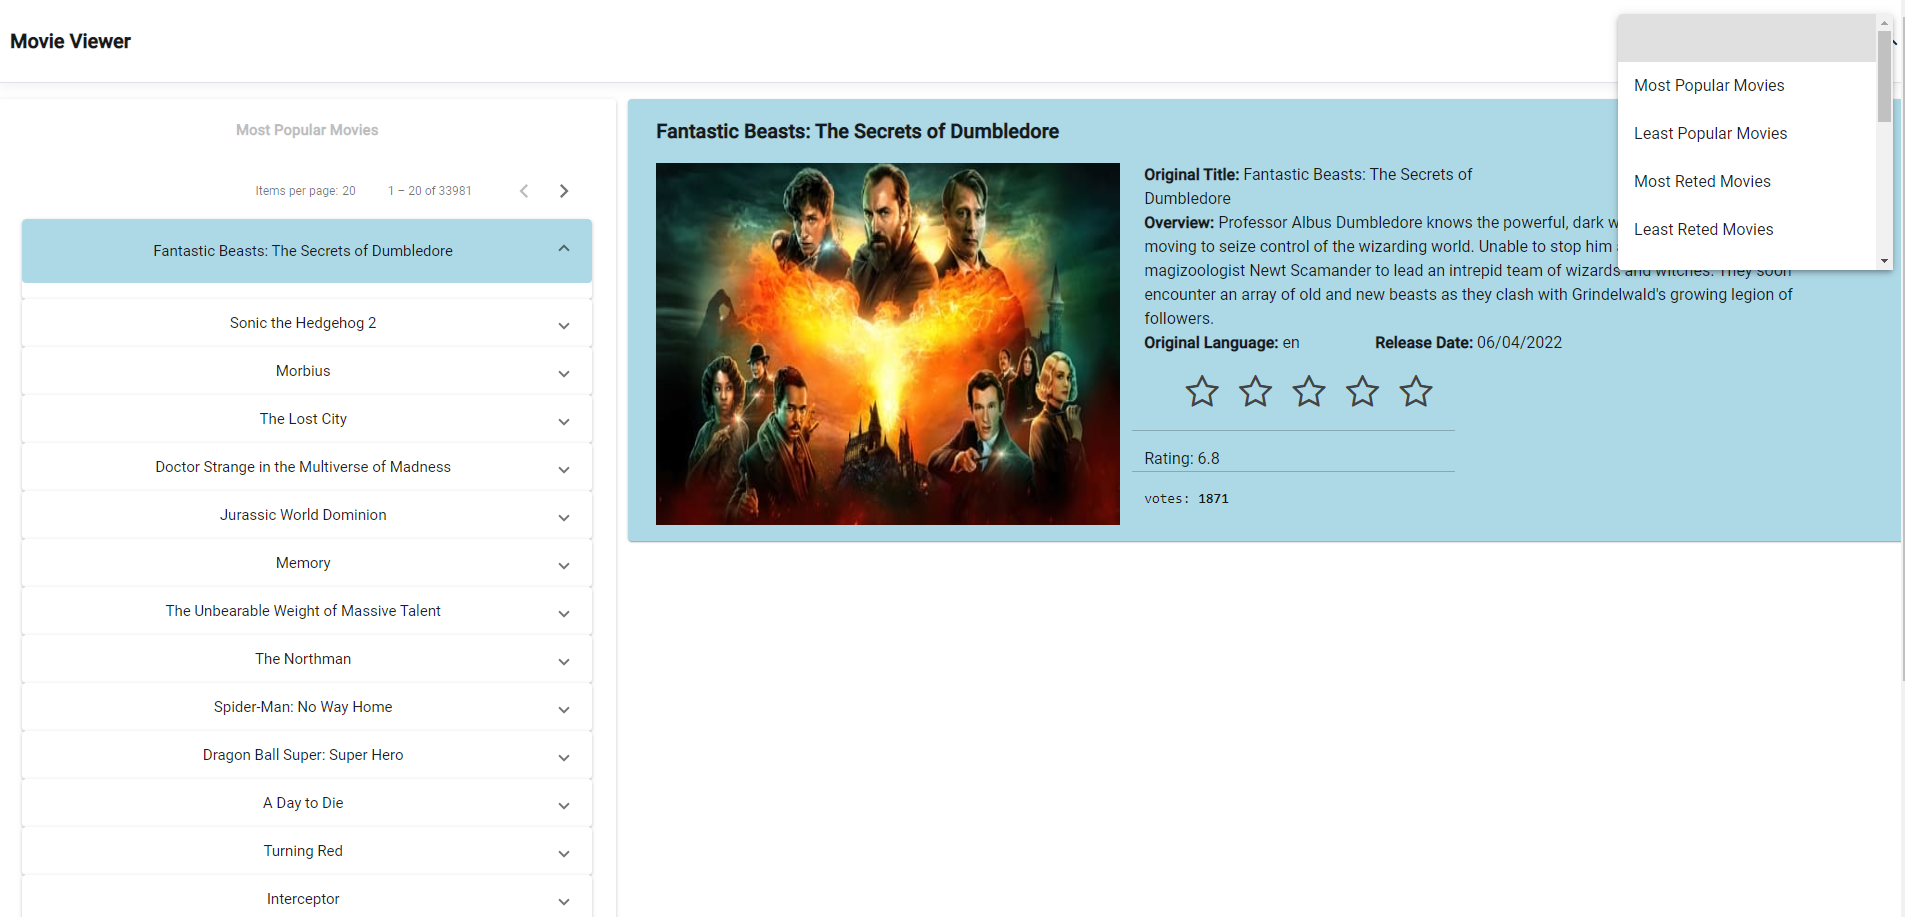 Movie Viewer
Most Popular Movies
Least Popular Movies
Most Reted Movies
Least Reted Movies
Most Popular Movies
Items per page: 20 1 – 20 of 33981
Fantastic Beasts: The Secrets of Dumbledore
Sonic the Hedgehog 2
Morbius
The Lost City
Doctor Strange in the Multiverse of Madness
Jurassic World Dominion
Memory
The Unbearable Weight of Massive Talent
The Northman
Spider-Man: No Way Home
Dragon Ball Super: Super Hero
A Day to Die
Turning Red
Interceptor
Fantastic Beasts: The Secrets of Dumbledore
Original Title: Fantastic Beasts: The Secrets of
Dumbledore
Overview: Professor Albus Dumbledore knows the powerful, dark w
moving to seize control of the wizarding world. Unable to stop him
magizoologist Newt Scamander to lead an intrepid team of wizards and witches. They soon
encounter an array of old and new beasts as they clash with Grindelwald's growing legion of
followers.
Original Language: en Release Date: 06/04/2022
Rating: 6.8
votes: 1871